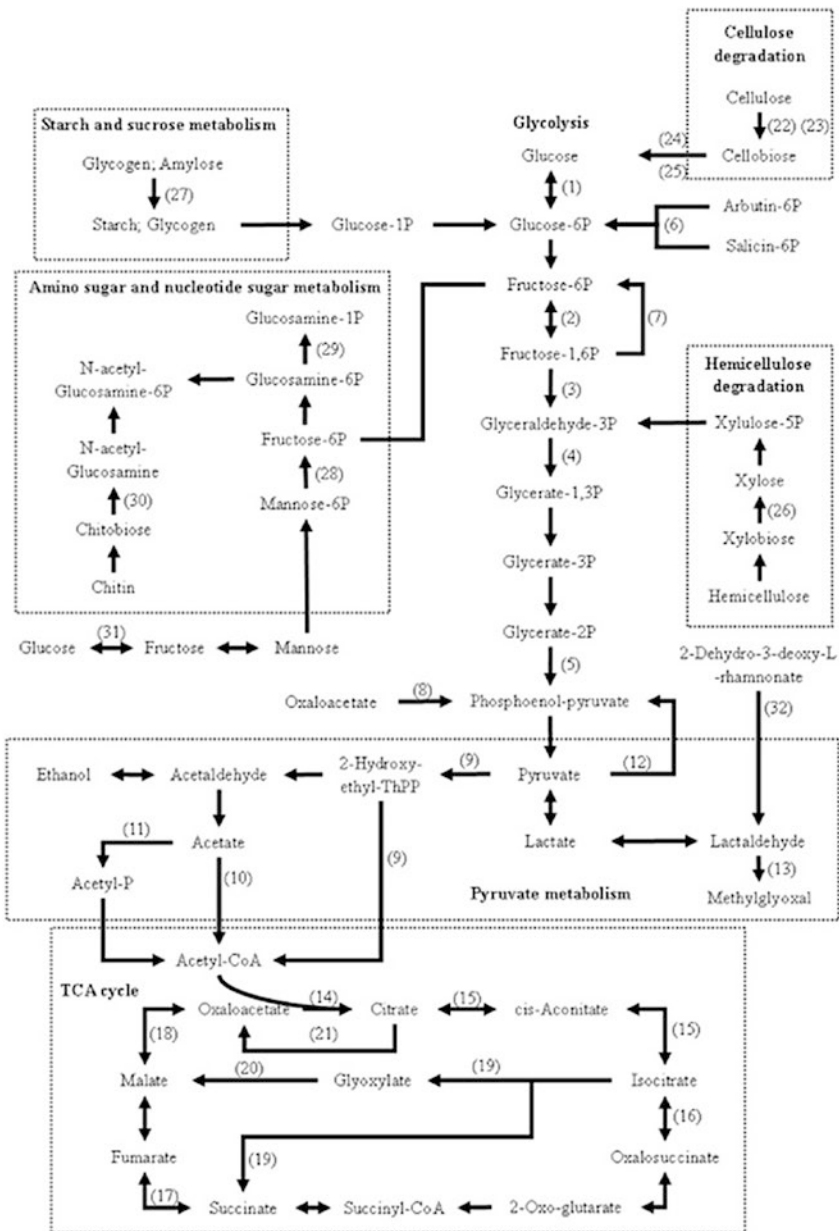 Cellulose
degradation
Cellulose
(22) (23)
Starch and sucrose metabolism
Glycolysis
(24)
Glycogen; Amylose
Glucose
Cellobiose
(25)
(27)
(1)
Arbutin-6P
Starch; Glycogen
Glucose-1P
Glucose-6P
(6)
Salicin-6P
Amino sugar and nucleotide sugar metabolism
Fructose-6P
Glucosamine-1P
(2)
(7)
(29)
Fructose-1,6P
Hemicellulose
degradation
N-acetyl-
Glucosamine-6P
Glucosamine-6P
(3)
Glyceraldehyde-3P
Xylulose-5P
Fructose-6P
N-acetyl-
Glucosamine
(4)
(28)
Xylose
Glycerate-1,3P
(30)
Mannose-6P
(26)
Chitobiose
Xylobiose
Glycerate-3P
Chitin
Hemicellulose
Glycerate-2P
(31)
Glucose
Fructose
Mannose
2-Dehydro-3-deoxy-L
-rhamnonate
(5)
Oxaloacetate
(8)
Phosphoenol-pyruvate
(32)
2-Hydroxy-
ethyl-ThPP
Ethanol
Acetaldehyde
(9)
Pyruvate
(12)
(11)
Acetate
Lactate
Lactaldehyde
(9)
(10)
(13)
Acetyl-P
Pyruvate metabolism
Methylglyoxal
Acetyl-CoA
TCA cycle
(14)
(15)
Oxaloacetate
Citrate
cis-Aconitate
(18)
(21)
(15)
(20)
(19)
Malate
Glyoxylate
Isocitrate
(16)
Fumarate
(19)
Oxalosuccinate
(17)
Succinate
Succinyl-CoA
2-Oxo-glutarate